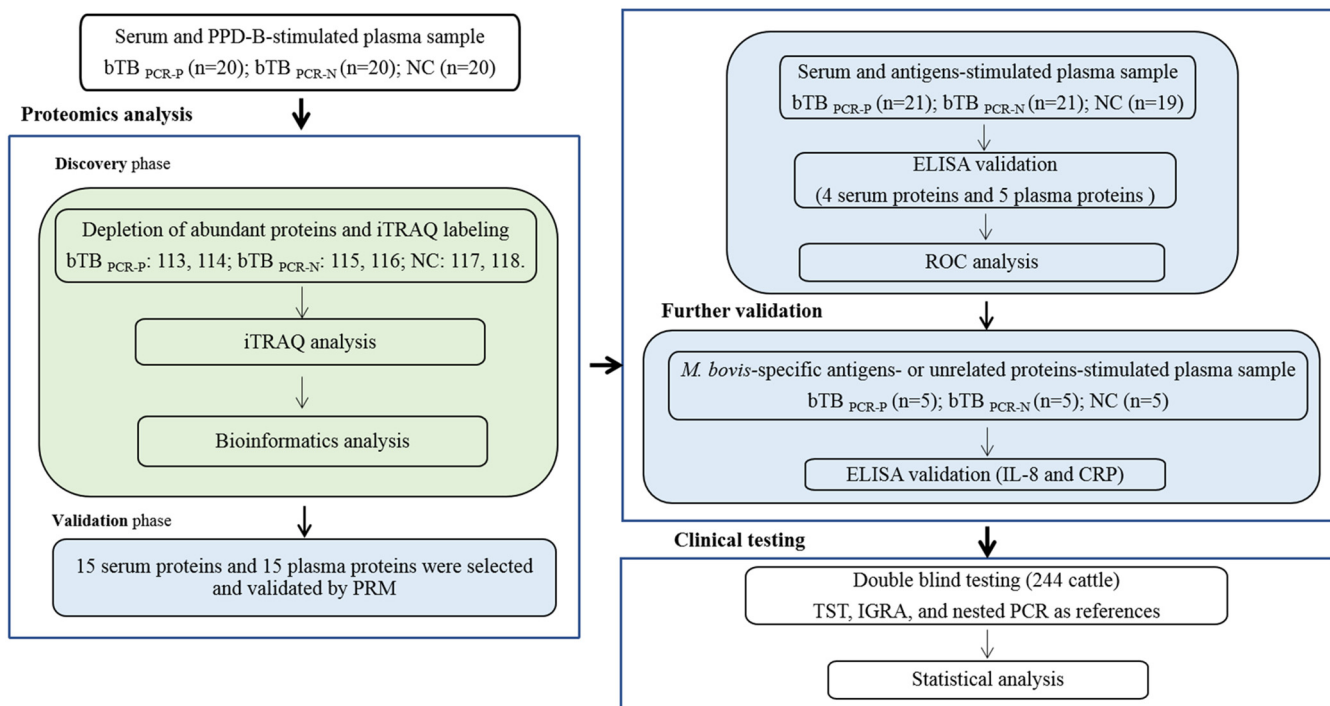 Serum and PPD-B-stimulated plasma sample
bTB PCR-P (n=20); bTB PCR-N (n=20); NC (n=20)
Proteomics analysis
Discovery phase
Depletion of abundant proteins and iTRAQ labeling
bTB PCR-P: 113, 114; bTB PCR-N: 115, 116; NC: 117, 118.
iTRAQ analysis
Bioinformatics analysis
Validation phase
15 serum proteins and 15 plasma proteins were selected
and validated by PRM
Serum and antigens-stimulated plasma sample
bTB PCR-P (n=21); bTB PCR-N (n=21); NC (n=19)
ELISA validation
(4 serum proteins and 5 plasma proteins )
ROC analysis
Further validation
M. bovis-specific antigens- or unrelated proteins-stimulated plasma sample
bTB PCR-P (n=5); bTB PCR-N (n=5); NC (n=5)
ELISA validation (IL-8 and CRP)
Clinical testing
Double blind testing (244 cattle)
TST, IGRA, and nested PCR as references
Statistical analysis